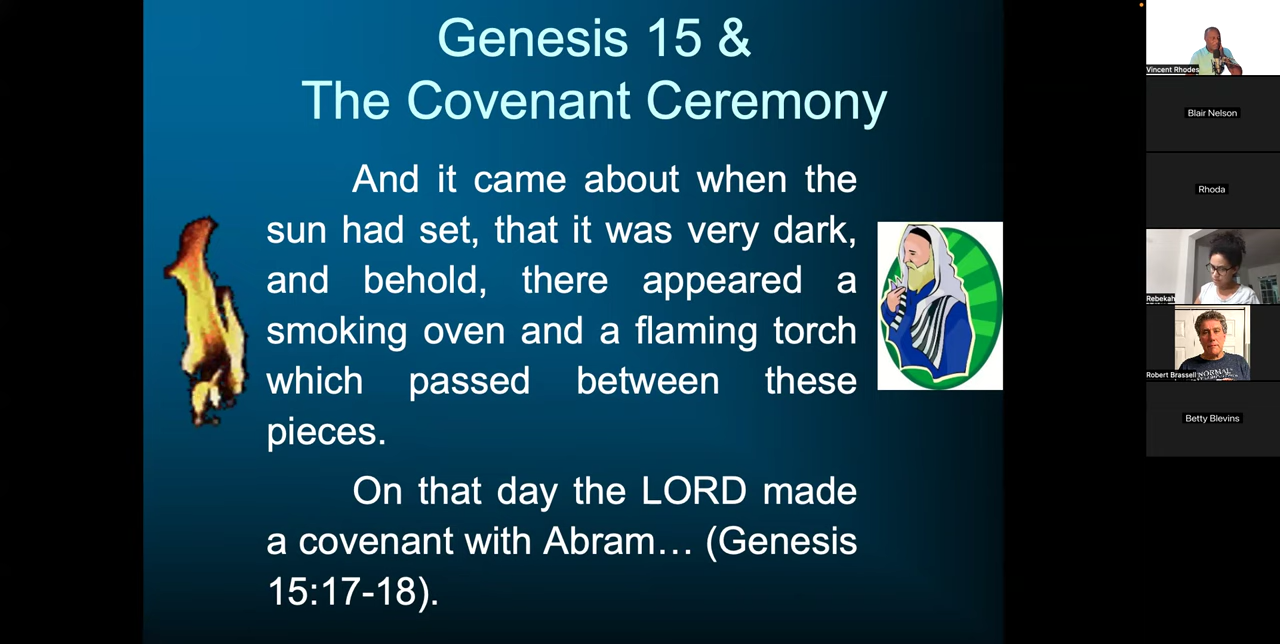 Genesis 15 &
The Covenant Ceremony
And it came about when the
sun had set, that it was very dark,
and behold, there appeared a
smoking oven and a flaming torch
which passed between these
pieces.
On that day the LORD made
a covenant with Abram… (Genesis
15:17-18).
Vincent Rhodes
Blair Nelson
Rhoda
Rebekah
NORMAL
Robert Brassell
Betty Blevins